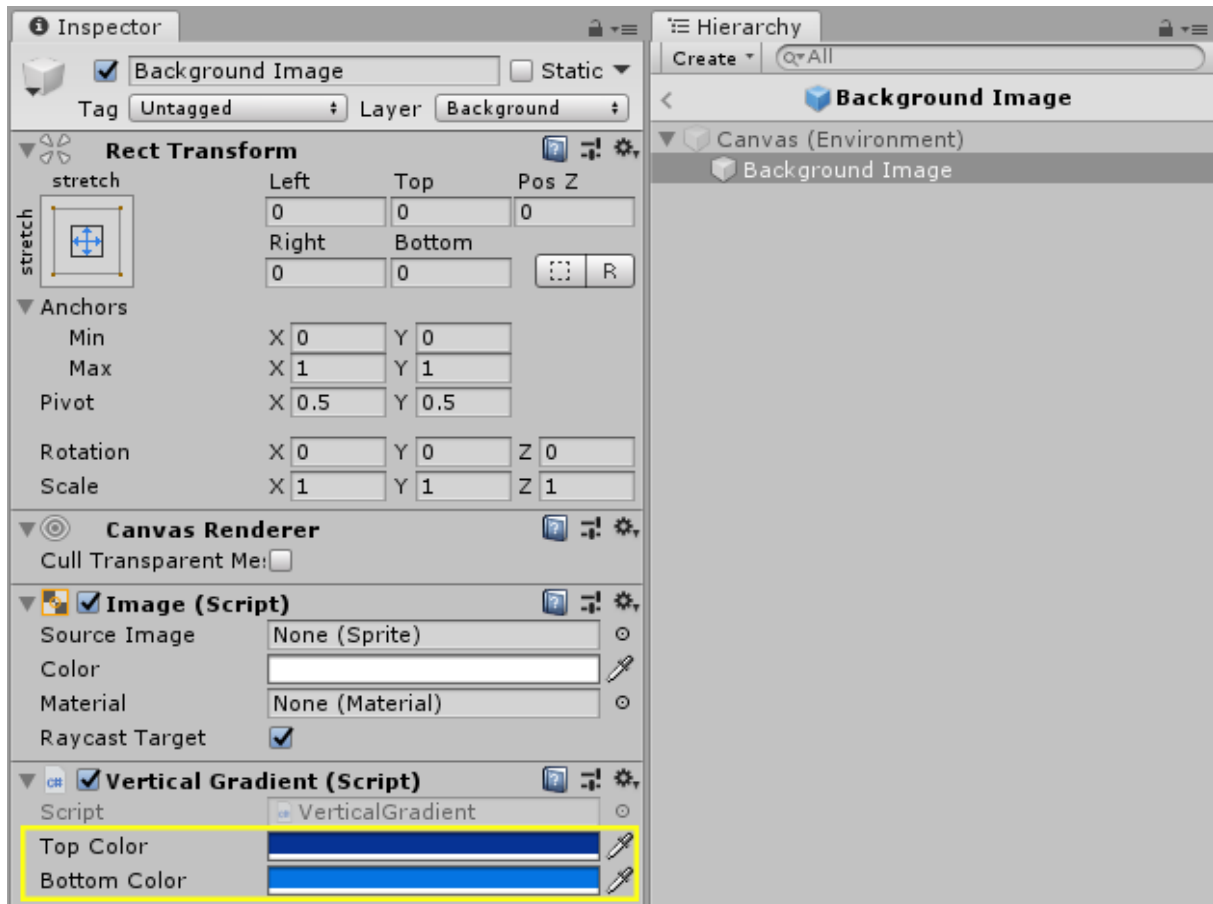 Inspector
Background Image
Static
Tag Untagged Layer Background
Rect Transform
stretch
stretch
Left Top Pos Z
0 0 0
Right Bottom
0 0
R
Anchors
Min X 0 Y 0
Max X 1 Y 1
Pivot X 0.5 Y 0.5
Rotation X 0 Y 0 Z 0
Scale X 1 Y 1 Z 1
Canvas Renderer
Cull Transparent Me
Image (Script)
Source Image None (Sprite)
Color
Material None (Material)
Raycast Target
c# Vertical Gradient (Script)
Script VerticalGradient
Top Color
Bottom Color
Hierarchy
Create All
< Background Image
Canvas (Environment)
Background Image